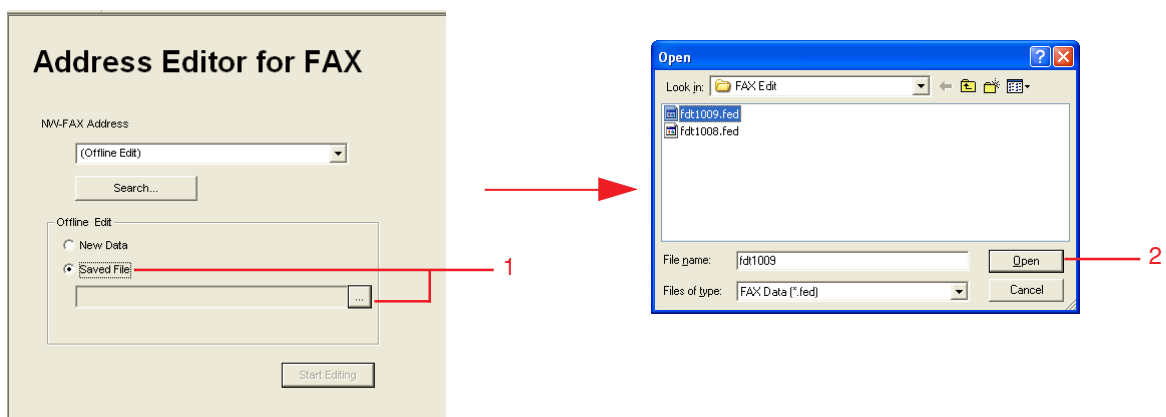 Address Editor for FAX
NW-FAX Address
(Offline Edit)
Search...
Offline Edit
New Data
Saved File
...
1
Start Editing
Open
Look in: FAX Edit
fdt1009.fed
fdt1008.fed
File name: fdt1009 Open
2
Files of type: FAX Data (*.fed) Cancel